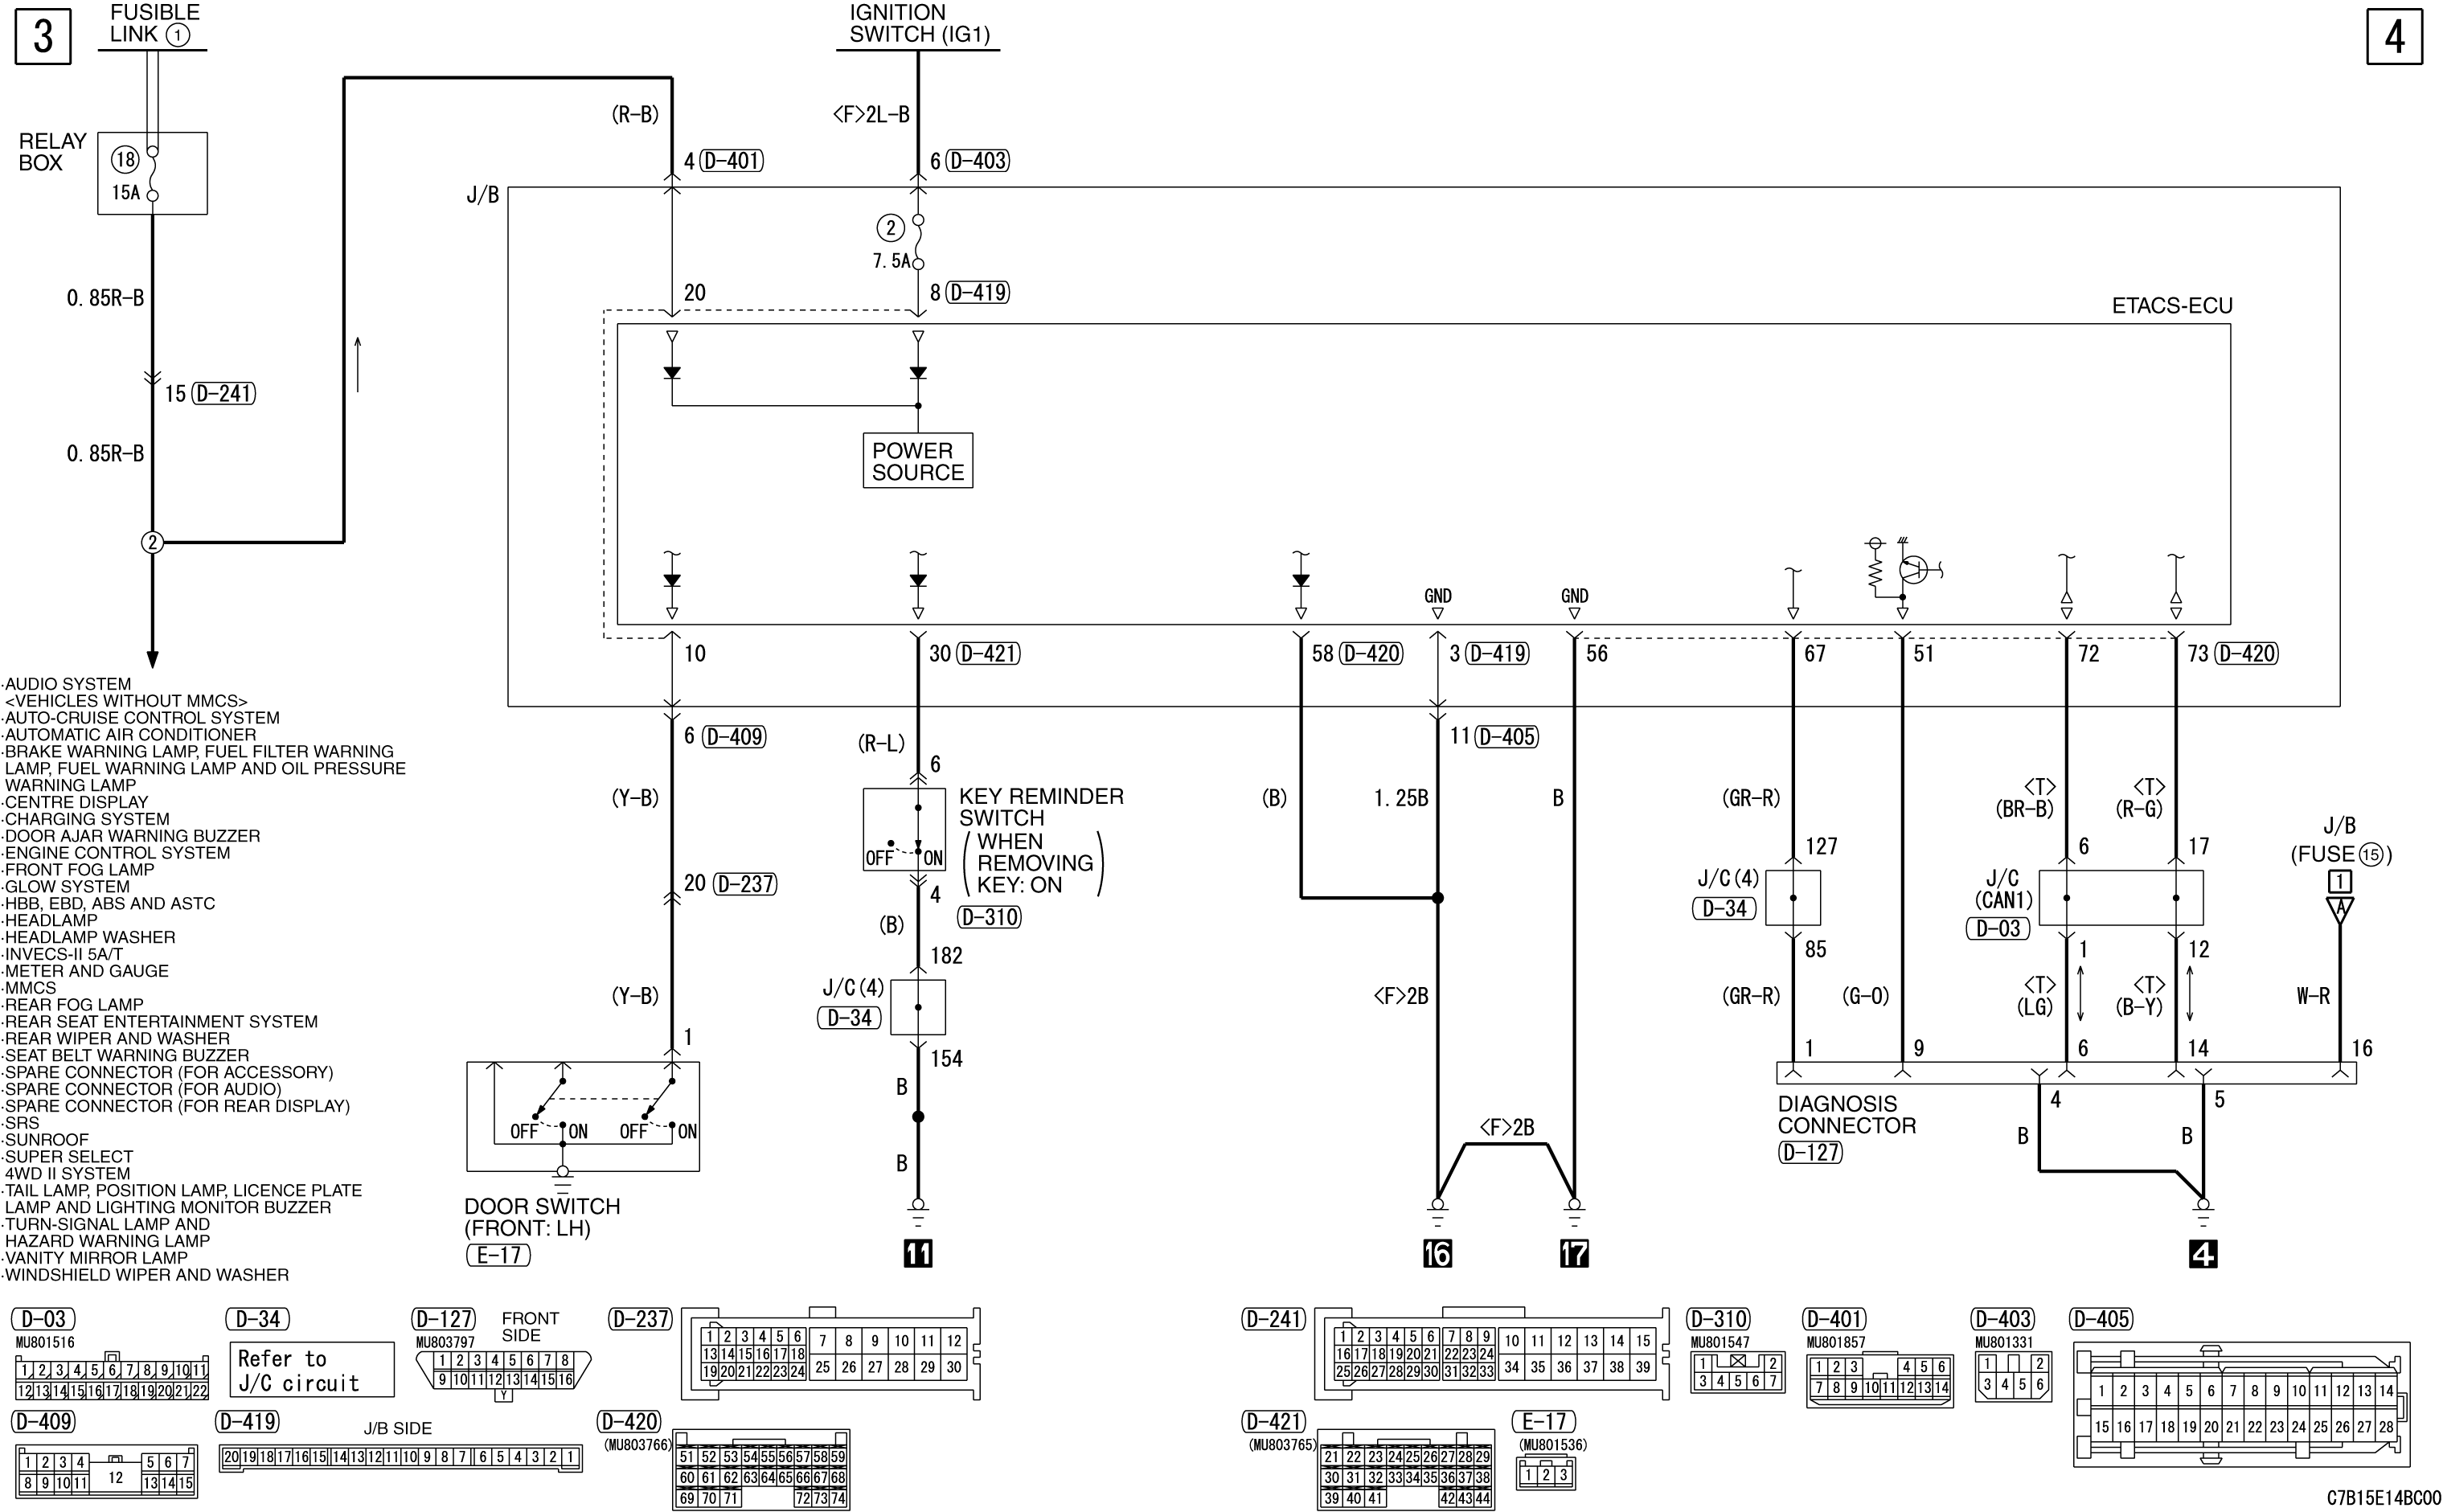 3
FUSIBLE
LINK 1
IGNITION
SWITCH (IG1)
4
(R-B)
<F>2L-B
RELAY
BOX
18
15A
4 D-401
6 D-403
J/B
2
7.5A
0.85R-B
20
8 D-419
ETACS-ECU
15 D-241
0.85R-B
POWER
SOURCE
2
GND
GND
10
30 D-421
58 D-420
3 D-419
56
67
51
72
73 D-420
·AUDIO SYSTEM
<VEHICLES WITHOUT MMCS>
·AUTO-CRUISE CONTROL SYSTEM
·AUTOMATIC AIR CONDITIONER
·BRAKE WARNING LAMP, FUEL FILTER WARNING
LAMP, FUEL WARNING LAMP AND OIL PRESSURE
WARNING LAMP
·CENTRE DISPLAY
·CHARGING SYSTEM
·DOOR AJAR WARNING BUZZER
·ENGINE CONTROL SYSTEM
·FRONT FOG LAMP
·GLOW SYSTEM
·HBB, EBD, ABS AND ASTC
·HEADLAMP
·HEADLAMP WASHER
·INVECS-II 5A/T
·METER AND GAUGE
·MMCS
·REAR FOG LAMP
·REAR SEAT ENTERTAINMENT SYSTEM
·REAR WIPER AND WASHER
·SEAT BELT WARNING BUZZER
·SPARE CONNECTOR (FOR ACCESSORY)
·SPARE CONNECTOR (FOR AUDIO)
·SPARE CONNECTOR (FOR REAR DISPLAY)
·SRS
·SUNROOF
·SUPER SELECT
4WD II SYSTEM
·TAIL LAMP, POSITION LAMP, LICENCE PLATE
LAMP AND LIGHTING MONITOR BUZZER
·TURN-SIGNAL LAMP AND
HAZARD WARNING LAMP
·VANITY MIRROR LAMP
·WINDSHIELD WIPER AND WASHER
6 D-409
(Y-B)
20 D-237
(Y-B)
1
OFF ON OFF ON
DOOR SWITCH
(FRONT: LH)
E-17
(R-L)
6
OFF ON
KEY REMINDER
SWITCH
(WHEN
REMOVING
KEY: ON)
4
D-310
(B)
182
J/C(4)
D-34
154
B
B
11
(B)
11 D-405
1.25B
B
<F>2B
<F>2B
16
17
(GR-R)
127
J/C(4)
D-34
85
(GR-R)
1
(G-O)
9
<T>
(BR-B)
<T>
(R-G)
6
17
J/C
(CAN1)
D-03
1
12
<T>
(LG)
<T>
(B-Y)
6
14
J/B
(FUSE 15)
1
A
W-R
16
DIAGNOSIS
CONNECTOR
D-127
4
5
B
B
4
D-03
MU801516
1 2 3 4 5 6 7 8 9 10 11
12 13 14 15 16 17 18 19 20 21 22
D-34
Refer to
J/C circuit
D-127
MU803797
FRONT
SIDE
1 2 3 4 5 6 7 8
9 10 11 12 13 14 15 16
Y
D-237
1 2 3 4 5 6 7 8 9 10 11 12
13 14 15 16 17 18
19 20 21 22 23 24 25 26 27 28 29 30
D-241
1 2 3 4 5 6 7 8 9 10 11 12 13 14 15
16 17 18 19 20 21 22 23 24
25 26 27 28 29 30 31 32 33 34 35 36 37 38 39
D-310
MU801547
1 2
3 4 5 6 7
D-401
MU801857
1 2 3 4 5 6
7 8 9 10 11 12 13 14
D-403
MU801331
1 2
3 4 5 6
D-405
1 2 3 4 5 6 7 8 9 10 11 12 13 14
15 16 17 18 19 20 21 22 23 24 25 26 27 28
D-409
1 2 3 4 5 6 7
8 9 10 11 12 13 14 15
D-419
J/B SIDE
20 19 18 17 16 15 14 13 12 11 10 9 8 7 6 5 4 3 2 1
D-420
(MU803766)
51 52 53 54 55 56 57 58 59
60 61 62 63 64 65 66 67 68
69 70 71 72 73 74
D-421
(MU803765)
21 22 23 24 25 26 27 28 29
30 31 32 33 34 35 36 37 38
39 40 41 42 43 44
E-17
(MU801536)
1 2 3
C7B15E14BC00